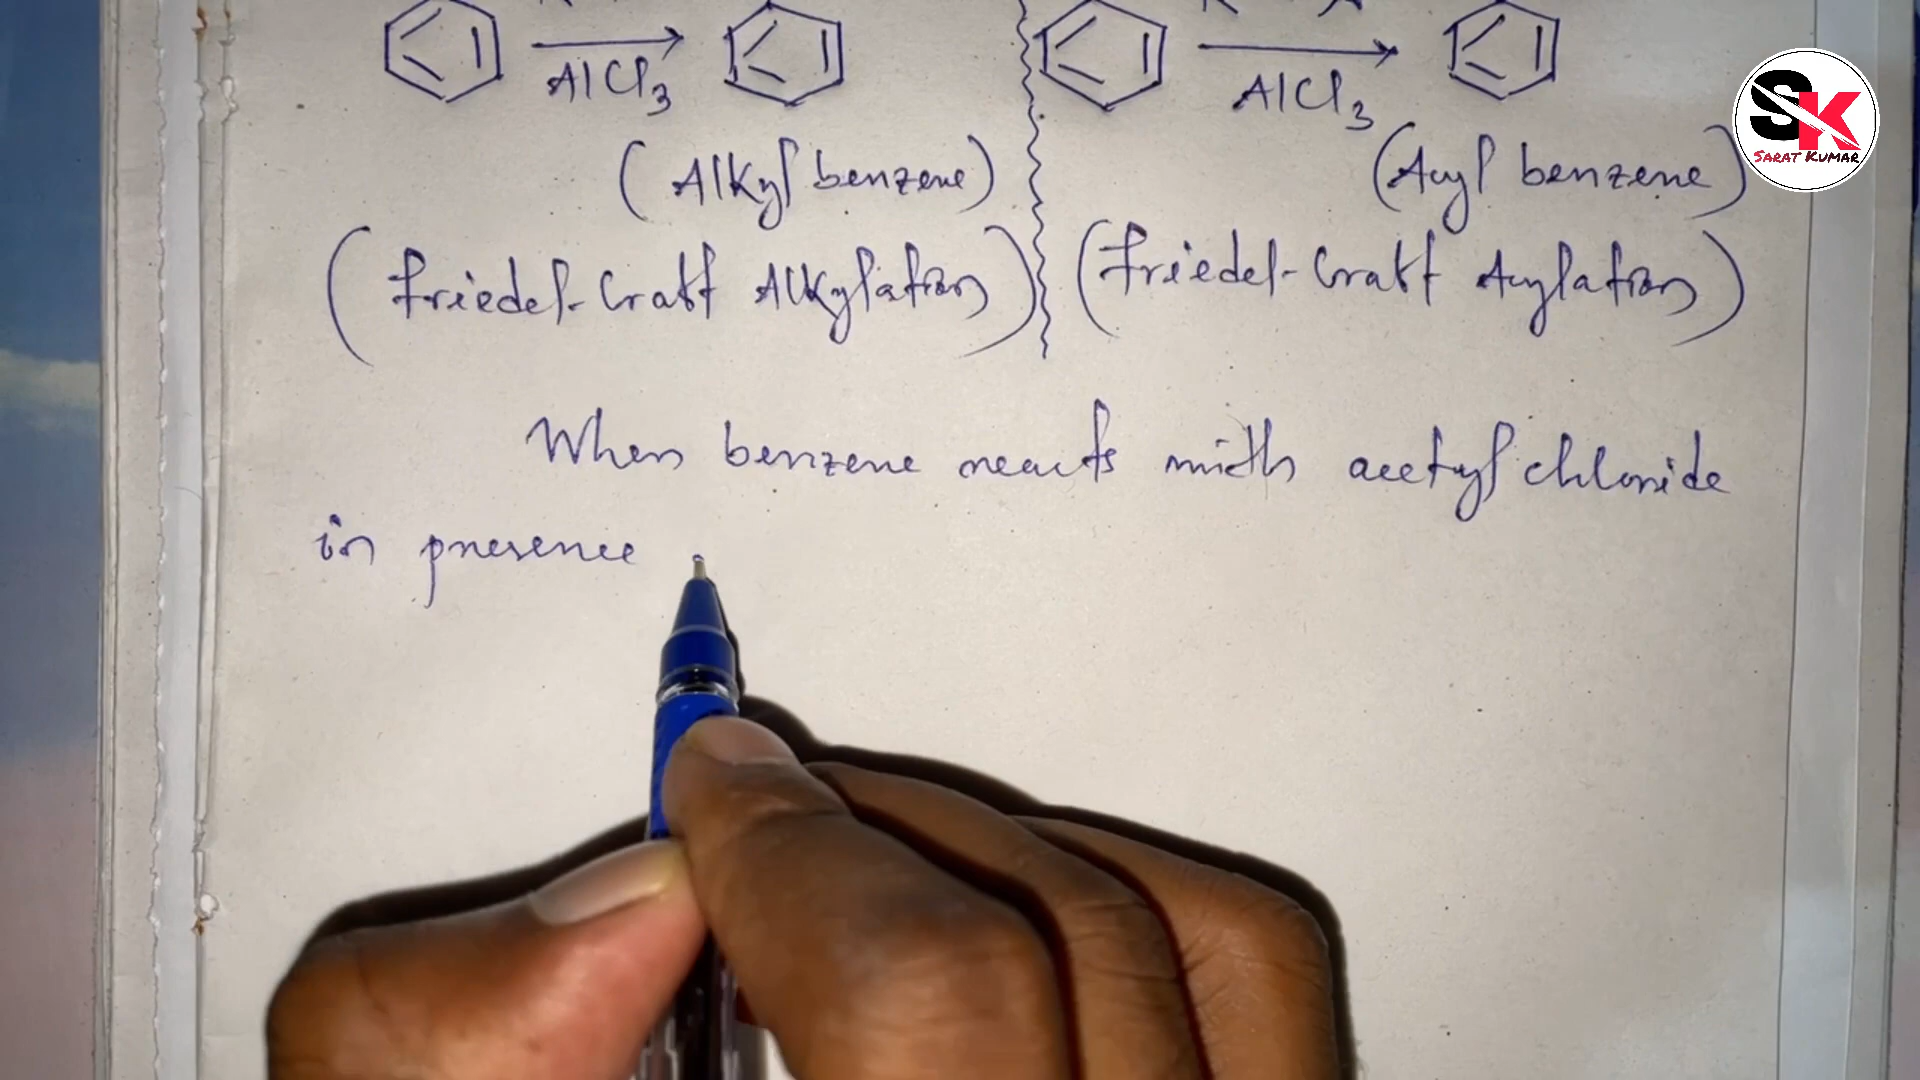 AlCl3 AlCl3
(Alkyl benzene) (Acyl benzene)
(Friedel-Craft Alkylation) (Friedel-Craft Acylation)
When benzene reacts with acetyl chloride
in presence
SK
SARAT KUMAR